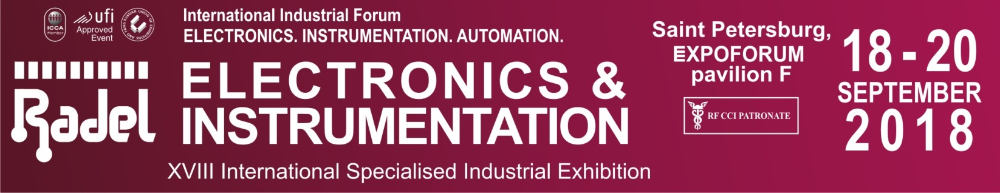 ICCA
Member
ufi
Approved
Event
RUSSIAN UNION OF EXHIBITIONS AND FAIRS
International Industrial Forum
ELECTRONICS. INSTRUMENTATION. AUTOMATION.
Radel
ELECTRONICS &
INSTRUMENTATION
XVIII International Specialised Industrial Exhibition
Saint Petersburg,
EXPOFORUM
pavilion F
RF CCI PATRONATE
18-20
SEPTEMBER
2018